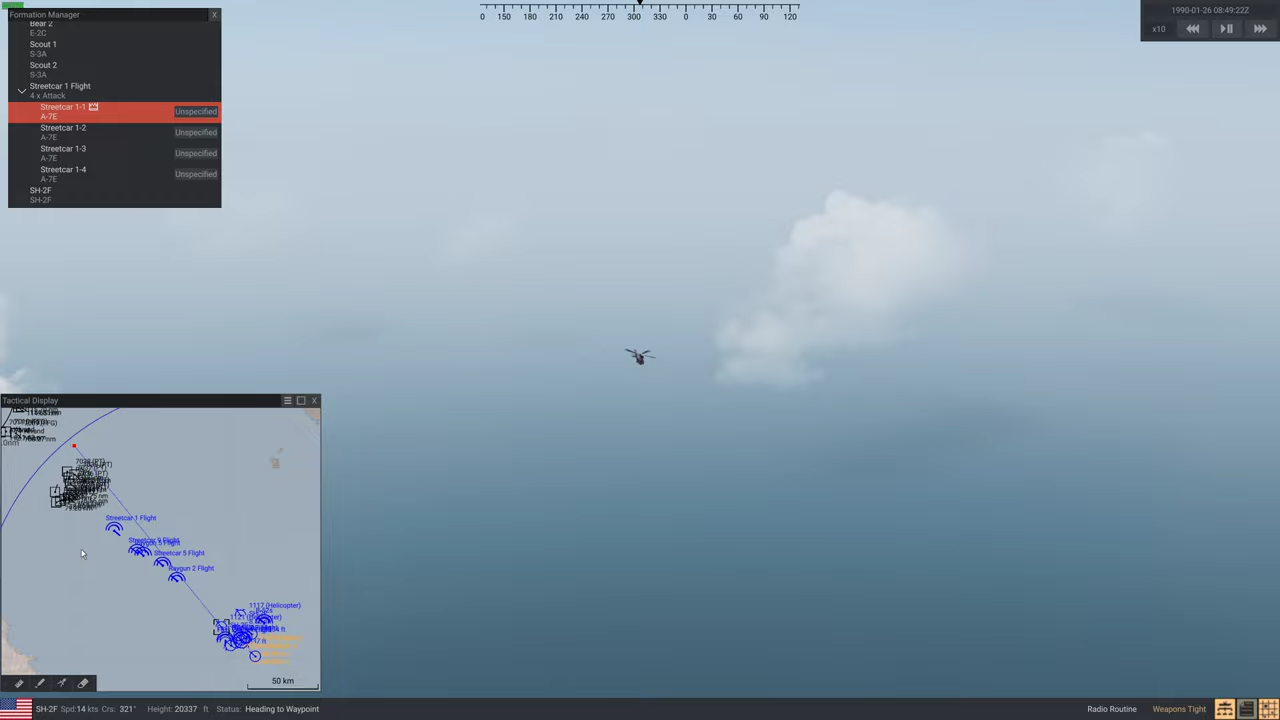 Formation Manager
X
Bear 2
E-2C
Scout 1
S-3A
Scout 2
S-3A
Streetcar 1 Flight
4 x Attack
Streetcar 1-1
Unspecified
A-7E
Streetcar 1-2
Unspecified
A-7E
Streetcar 1-3
Unspecified
A-7E
Streetcar 1-4
Unspecified
A-7E
SH-2F
SH-2F
0 150 180 210 240 270 300 330 0 30 60 90 120
1990-01-26 08:49:22Z
x10
Tactical Display
X
Streetcar 1 Flight
Streetcar 5 Flight
Raygun 2 Flight
1117 (Helicopter)
50 km
SH-2F Spd:14 kts Crs: 321° Height: 20337 ft Status: Heading to Waypoint
Radio Routine
Weapons Tight